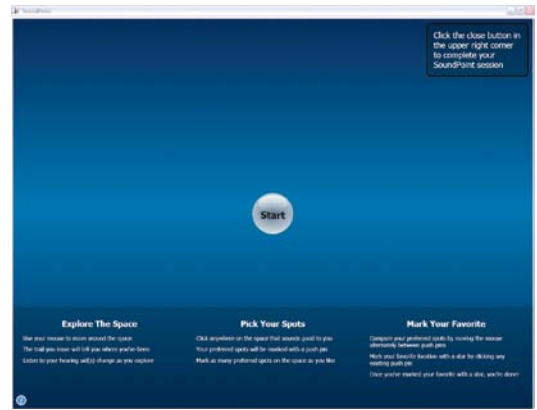 SoundPoint
Click the close button in
the upper right corner
to complete your
SoundPoint session
Start
Explore The Space
Use your mouse to move around the space
The trail you leave will tell you where you've been
Listen to your hearing aid(s) change as you explore
Pick Your Spots
Click anywhere on the space that sounds good to you
Your preferred spots will be marked with a push pin
Mark as many preferred spots on the space as you like
Mark Your Favorite
Compare your preferred spots by moving the mouse
alternately between push pins
Mark your favorite location with a star by clicking any
existing push pin
Once you've marked your favorite with a star, you're done!